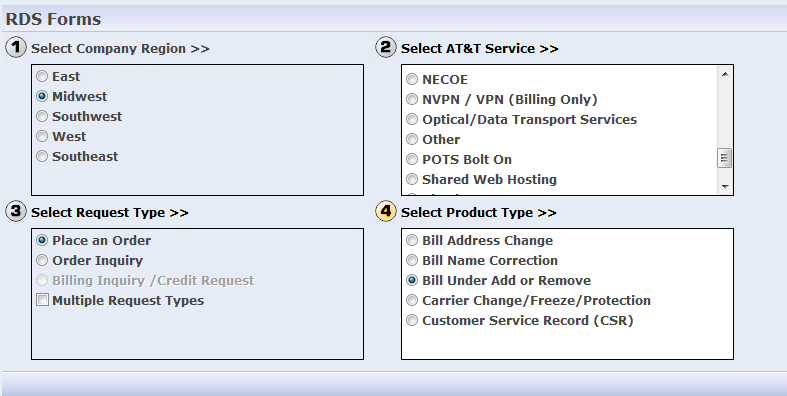 RDS Forms
1 Select Company Region >>
East
Midwest
Southwest
West
Southeast
2 Select AT&T Service >>
NECOE
NVPN / VPN (Billing Only)
Optical/Data Transport Services
Other
POTS Bolt On
Shared Web Hosting
3 Select Request Type >>
Place an Order
Order Inquiry
Billing Inquiry /Credit Request
Multiple Request Types
4 Select Product Type >>
Bill Address Change
Bill Name Correction
Bill Under Add or Remove
Carrier Change/Freeze/Protection
Customer Service Record (CSR)